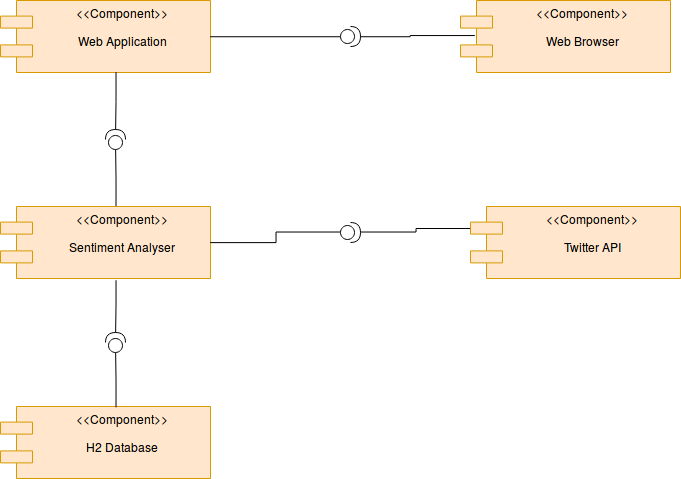 <<Component>>
Web Application
<<Component>>
Web Browser
<<Component>>
Sentiment Analyser
<<Component>>
Twitter API
<<Component>>
H2 Database